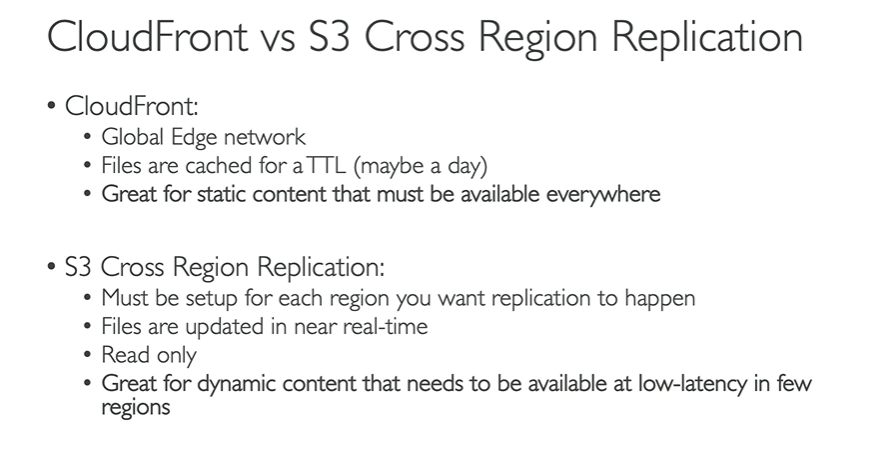 CloudFront vs S3 Cross Region Replication
• CloudFront:
• Global Edge network
• Files are cached for a TTL (maybe a day)
• Great for static content that must be available everywhere
• S3 Cross Region Replication:
• Must be setup for each region you want replication to happen
• Files are updated in near real-time
• Read only
• Great for dynamic content that needs to be available at low-latency in few
regions